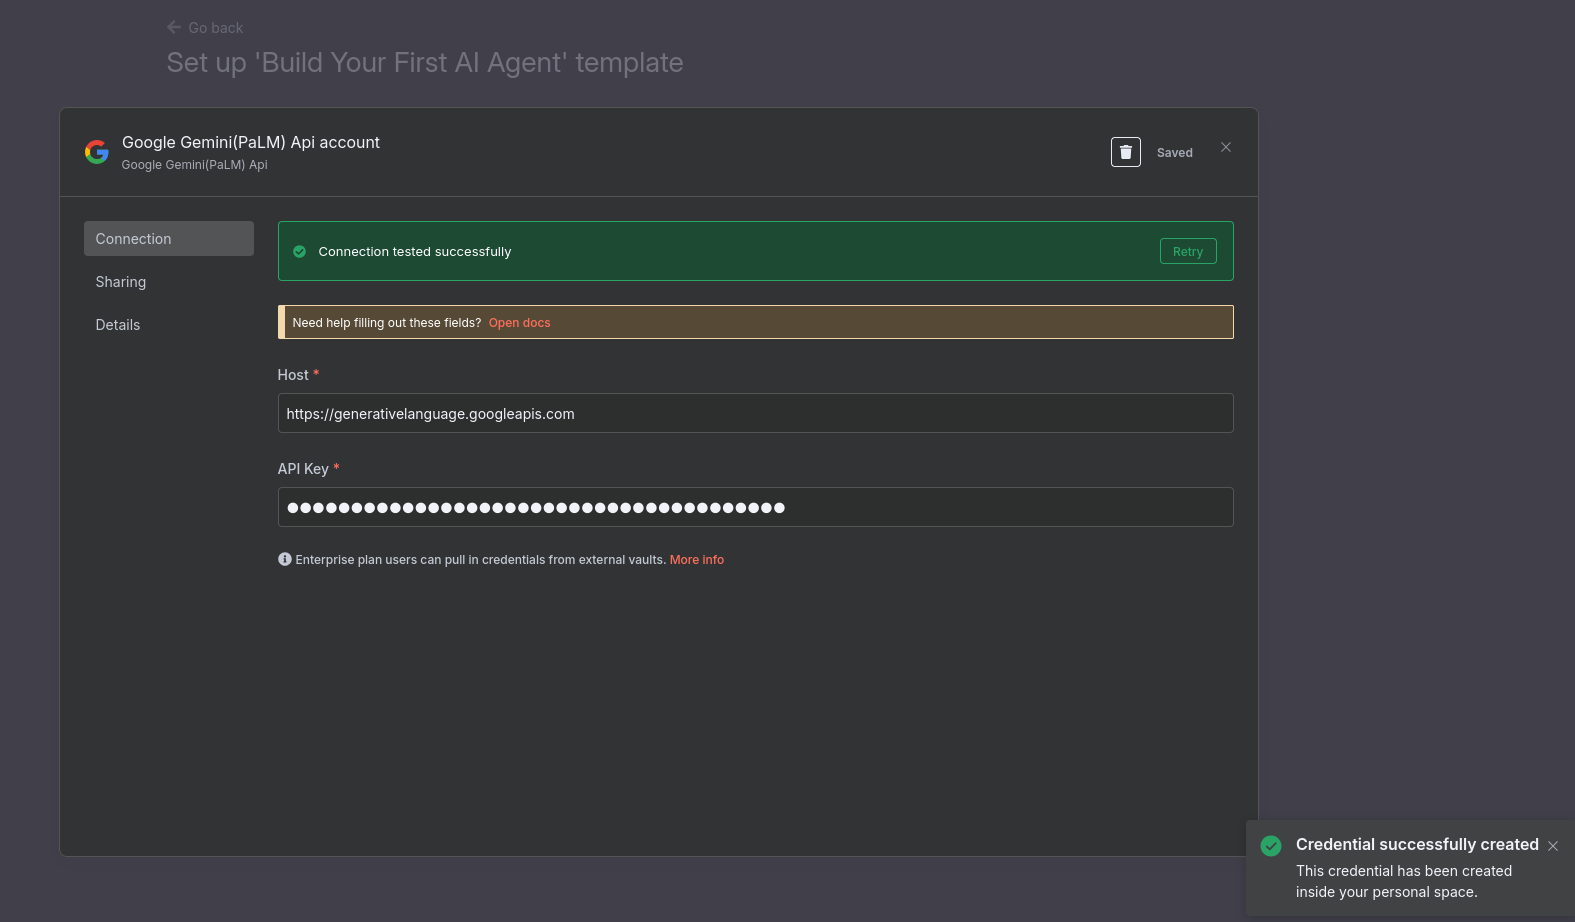 Go back
Set up 'Build Your First AI Agent' template
Google Gemini(PaLM) Api account
Google Gemini(PaLM) Api
Saved
Connection
Sharing
Details
Connection tested successfully
Retry
Need help filling out these fields? Open docs
Host *
https://generativelanguage.googleapis.com
API Key *
Enterprise plan users can pull in credentials from external vaults. More info
Credential successfully created
This credential has been created
inside your personal space.